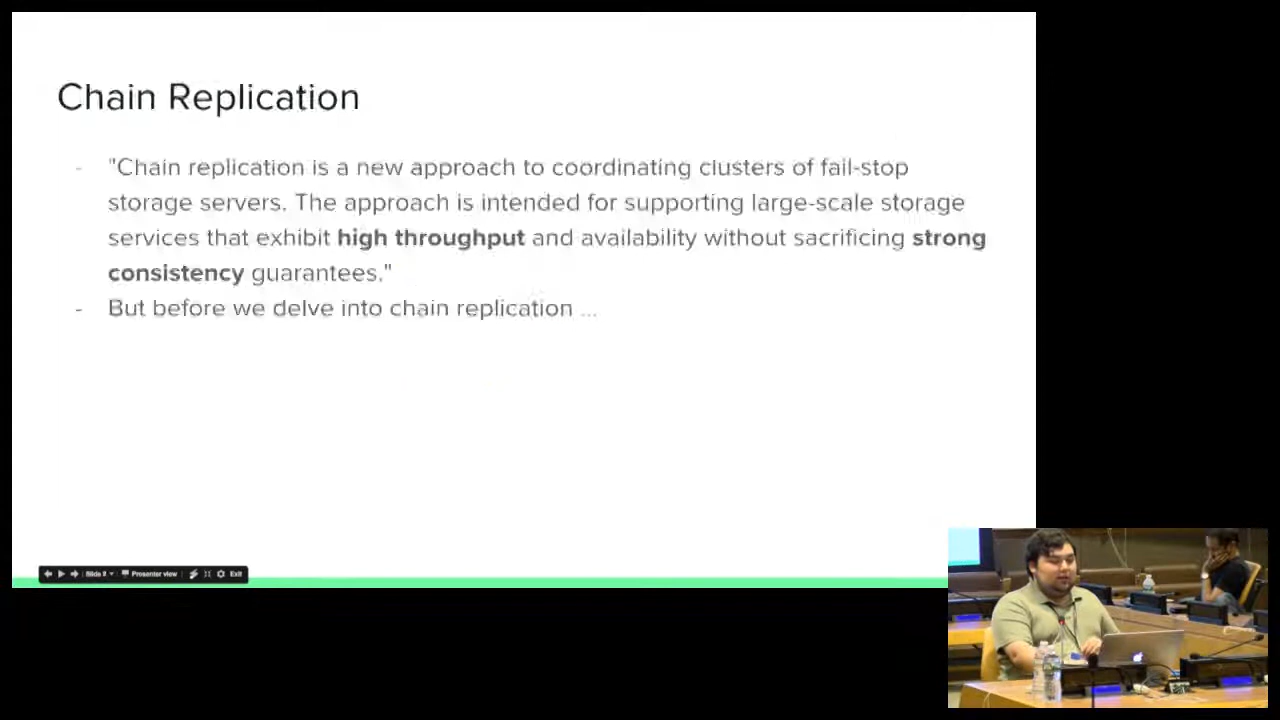 Chain Replication
- "Chain replication is a new approach to coordinating clusters of fail-stop
storage servers. The approach is intended for supporting large-scale storage
services that exhibit high throughput and availability without sacrificing strong
consistency guarantees."
- But before we delve into chain replication ...
Slide 8 Presenter view Exit